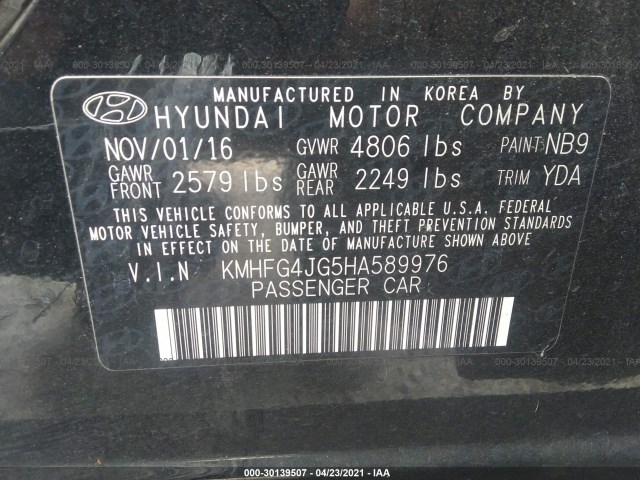 MANUFACTURED IN KOREA BY
HYUNDAI MOTOR COMPANY
NOV/01/16 GVWR 4806 lbs PAINT: NB9
GAWR FRONT 2579 lbs GAWR REAR 2249 lbs TRIM YDA
THIS VEHICLE CONFORMS TO ALL APPLICABLE U.S.A. FEDERAL
MOTOR VEHICLE SAFETY, BUMPER, AND THEFT PREVENTION STANDARDS
IN EFFECT ON THE DATE OF MANUFACTURE SHOWN ABOVE
V.I.N KMHFG4JG5HA589976
PASSENGER CAR
000-30139507 - 04/23/2021 - IAA